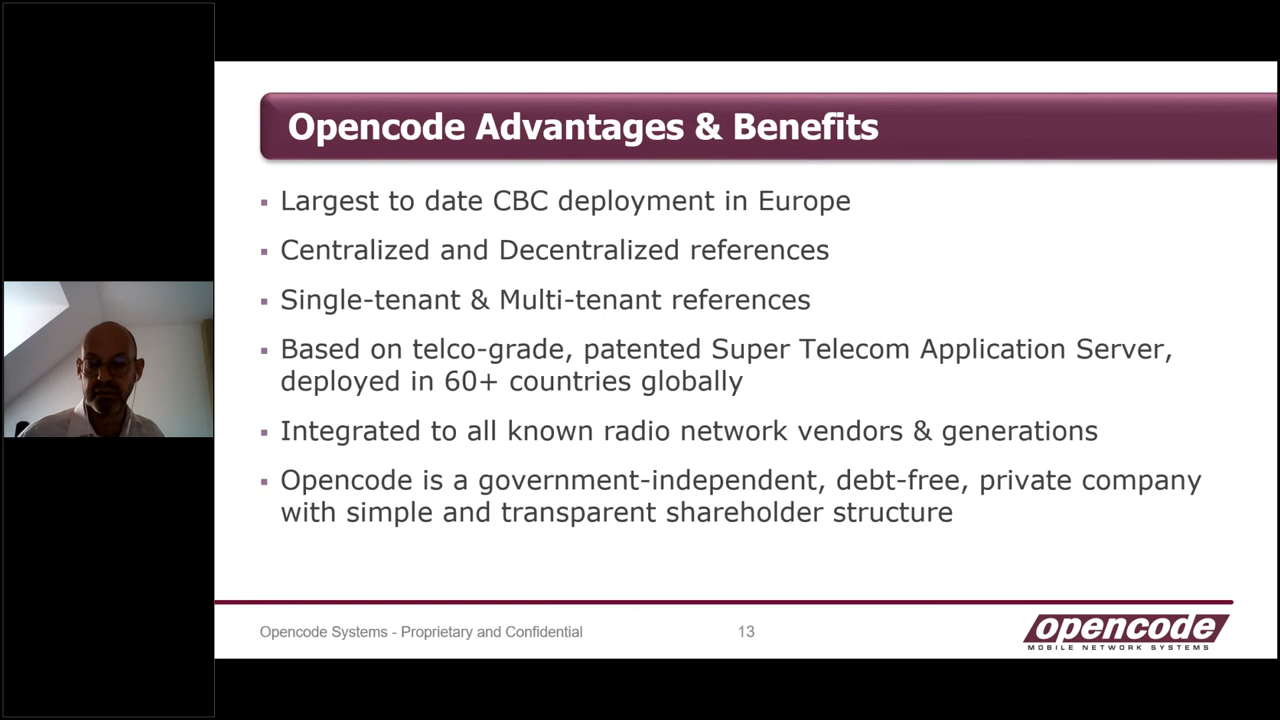 Opencode Advantages & Benefits
Largest to date CBC deployment in Europe
Centralized and Decentralized references
Single-tenant & Multi-tenant references
Based on telco-grade, patented Super Telecom Application Server,
deployed in 60+ countries globally
Integrated to all known radio network vendors & generations
Opencode is a government-independent, debt-free, private company
with simple and transparent shareholder structure
Opencode Systems - Proprietary and Confidential
13
opencode
MOBILE NETWORK SYSTEMS